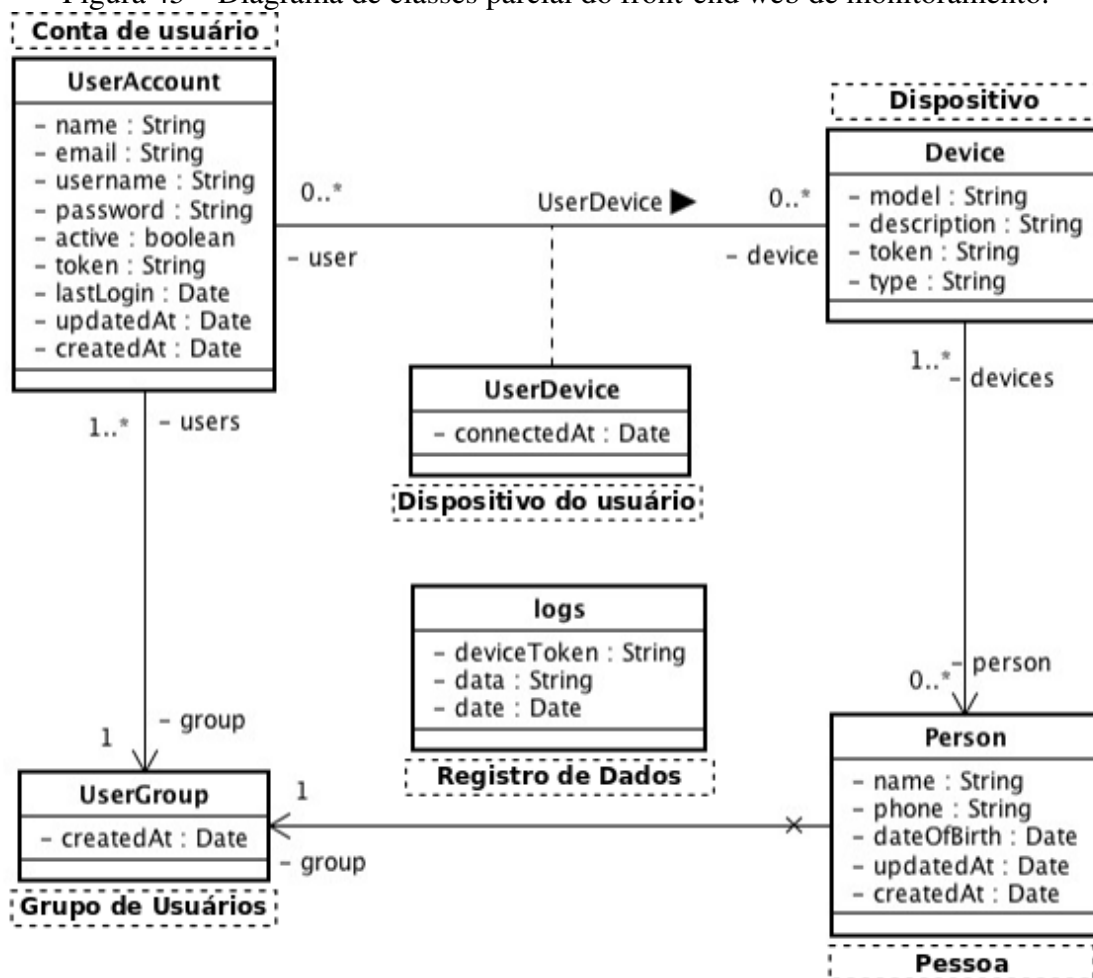 Figura 43 – Diagrama de classes parcial do front-end web de monitoramento.
Conta de usuário
UserAccount
– name : String
– email : String
– username : String
– password : String
– active : boolean
– token : String
– lastLogin : Date
– updatedAt : Date
– createdAt : Date
0..*
– user
UserDevice ▶
0..*
– device
Dispositivo
Device
– model : String
– description : String
– token : String
– type : String
UserDevice
– connectedAt : Date
Dispositivo do usuário
1..*
– users
1..*
– devices
logs
– deviceToken : String
– data : String
– date : Date
Registro de Dados
– group
1
– person
0..*
UserGroup
– createdAt : Date
Grupo de Usuários
1
– group
Person
– name : String
– phone : String
– dateOfBirth : Date
– updatedAt : Date
– createdAt : Date
Pessoa